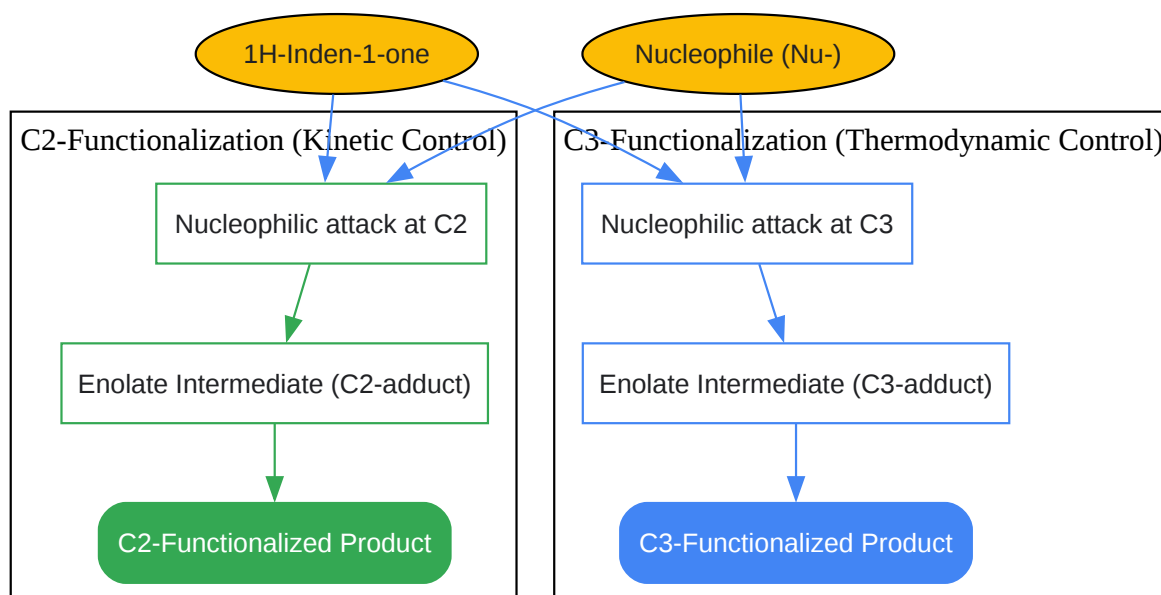 1H-Inden-1-one
Nucleophile (Nu-)
C2-Functionalization (Kinetic Control)
C3-Functionalization (Thermodynamic Control)
Nucleophilic attack at C2
Nucleophilic attack at C3
Enolate Intermediate (C2-adduct)
Enolate Intermediate (C3-adduct)
C2-Functionalized Product
C3-Functionalized Product